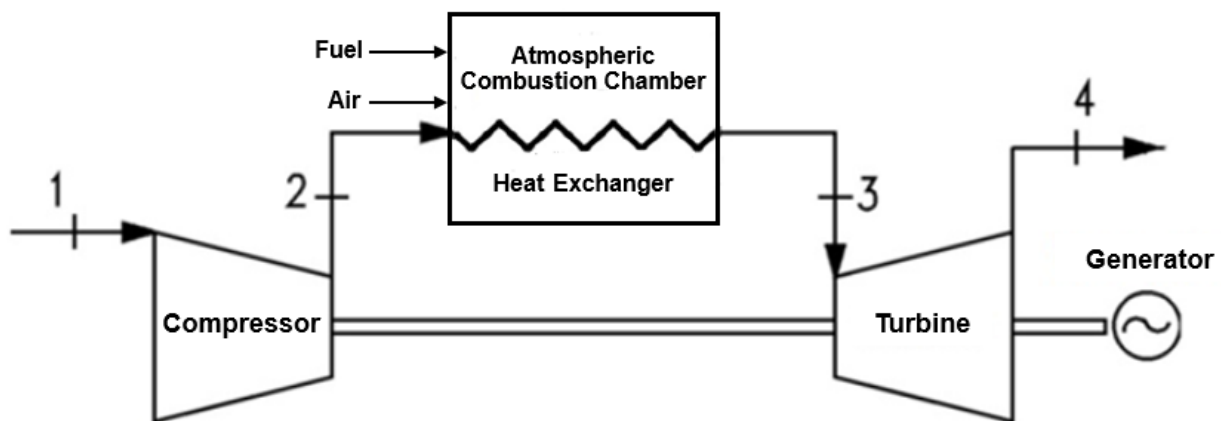 Fuel
Atmospheric
Combustion Chamber
Air
4
1
2
Heat Exchanger
3
Generator
Compressor
Turbine